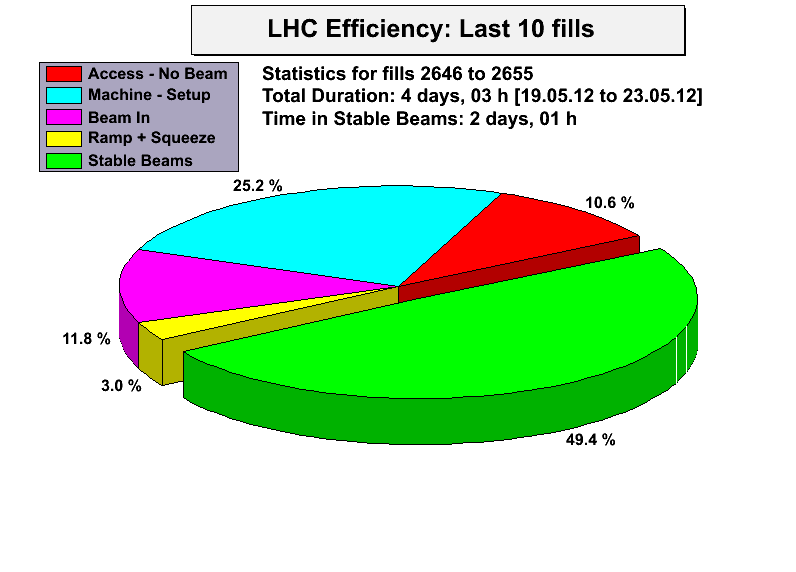 LHC Efficiency: Last 10 fills
Access - No Beam
Machine - Setup
Beam In
Ramp + Squeeze
Stable Beams
Statistics for fills 2646 to 2655
Total Duration: 4 days, 03 h [19.05.12 to 23.05.12]
Time in Stable Beams: 2 days, 01 h
25.2 %
10.6 %
11.8 %
3.0 %
49.4 %